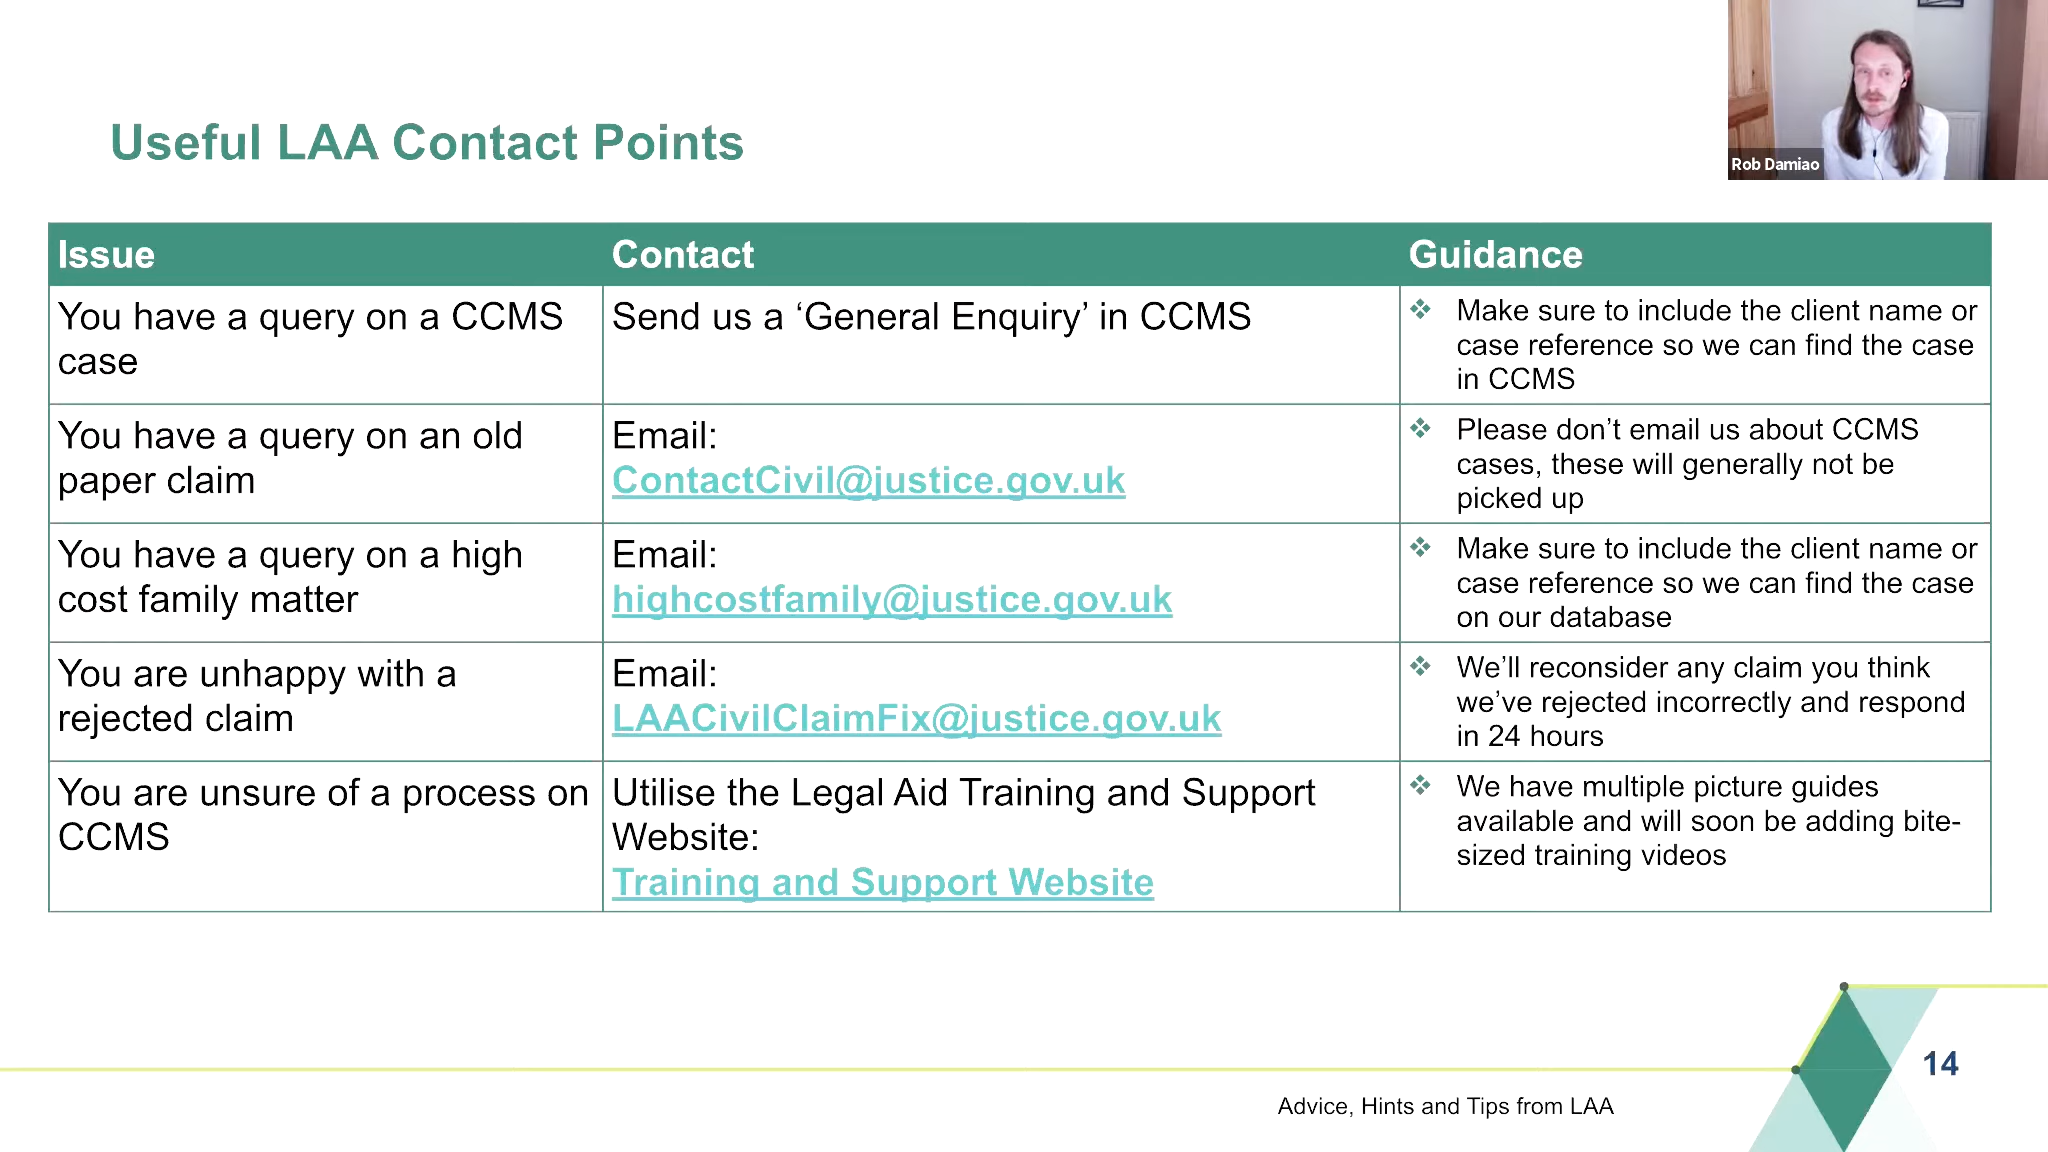 Useful LAA Contact Points
Rob Damiao
Issue
Contact
Guidance
You have a query on a CCMS
case
Send us a ‘General Enquiry’ in CCMS
❖ Make sure to include the client name or
case reference so we can find the case
in CCMS
You have a query on an old
paper claim
Email:
ContactCivil@justice.gov.uk
❖ Please don’t email us about CCMS
cases, these will generally not be
picked up
You have a query on a high
cost family matter
Email:
highcostfamily@justice.gov.uk
❖ Make sure to include the client name or
case reference so we can find the case
on our database
You are unhappy with a
rejected claim
Email:
LAACivilClaimFix@justice.gov.uk
❖ We’ll reconsider any claim you think
we’ve rejected incorrectly and respond
in 24 hours
You are unsure of a process on
CCMS
Utilise the Legal Aid Training and Support
Website:
Training and Support Website
❖ We have multiple picture guides
available and will soon be adding bite-
sized training videos
14
Advice, Hints and Tips from LAA